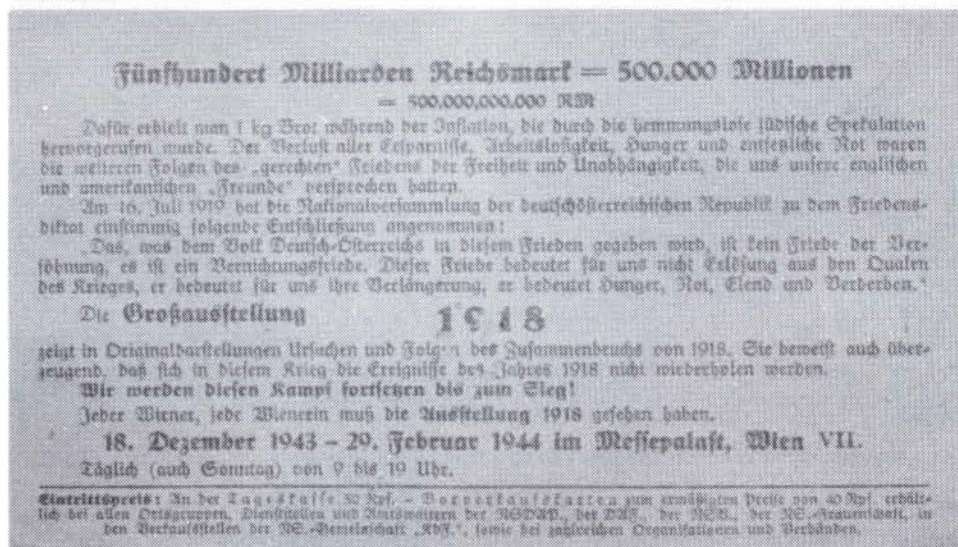 Fünfhundert Milliarden Reichsmark = 500.000 Millionen
= 500.000,000.000 RM
Dafür erhielt man 1 kg Brot während der Inflation, die durch die hemmungslose jüdische Spekulation
hervorgerufen wurde. Der Verlust aller Ersparnisse, Arbeitslosigkeit, Hunger und entsetzliche Not waren
die weiteren Folgen des „gerechten“ Friedens der Freiheit und Unabhängigkeit, die uns unsere englischen
und amerikanischen „Freunde“ versprochen hatten.
Am 16. Juli 1919 hat die Nationalversammlung der deutschösterreichischen Republik zu dem Friedens-
diktat einstimmig folgende Entschließung angenommen:
„Das, was dem Volk Deutsch-Österreichs in diesem Frieden gegeben wird, ist kein Friede der Ver-
söhnung, es ist ein Vernichtungsfriede. Dieser Friede bedeutet für uns nicht Erlösung aus den Qualen
des Krieges, er bedeutet für uns ihre Verlängerung, er bedeutet Hunger, Not, Elend und Verderben.“
Die Großausstellung 1918
zeigt in Originaldarstellungen Ursachen und Folgen des Zusammenbruchs von 1918. Sie beweist auch über-
zeugend, daß sich in diesem Krieg die Ereignisse des Jahres 1918 nicht wiederholen werden.
Wir werden diesen Kampf fortsetzen bis zum Sieg!
Jeder Wiener, jede Wienerin muß die Ausstellung 1918 gesehen haben.
18. Dezember 1943 – 29. Februar 1944 im Messepalast, Wien VII.
Täglich (auch Sonntag) von 9 bis 19 Uhr.
Eintrittspreis: An der Tageskasse 50 Rpf. – Vorverkaufskarten zum ermäßigten Preise von 40 Rpf. erhält-
lich bei allen Ortsgruppen, Dienststellen und Amtswaltern der NSDAP., der DAF., der NSV., der NS.-Frauenschaft, in
den Verkaufsstellen der NS.-Gemeinschaft „KDF.“, sowie bei zahlreichen Organisationen und Verbänden.